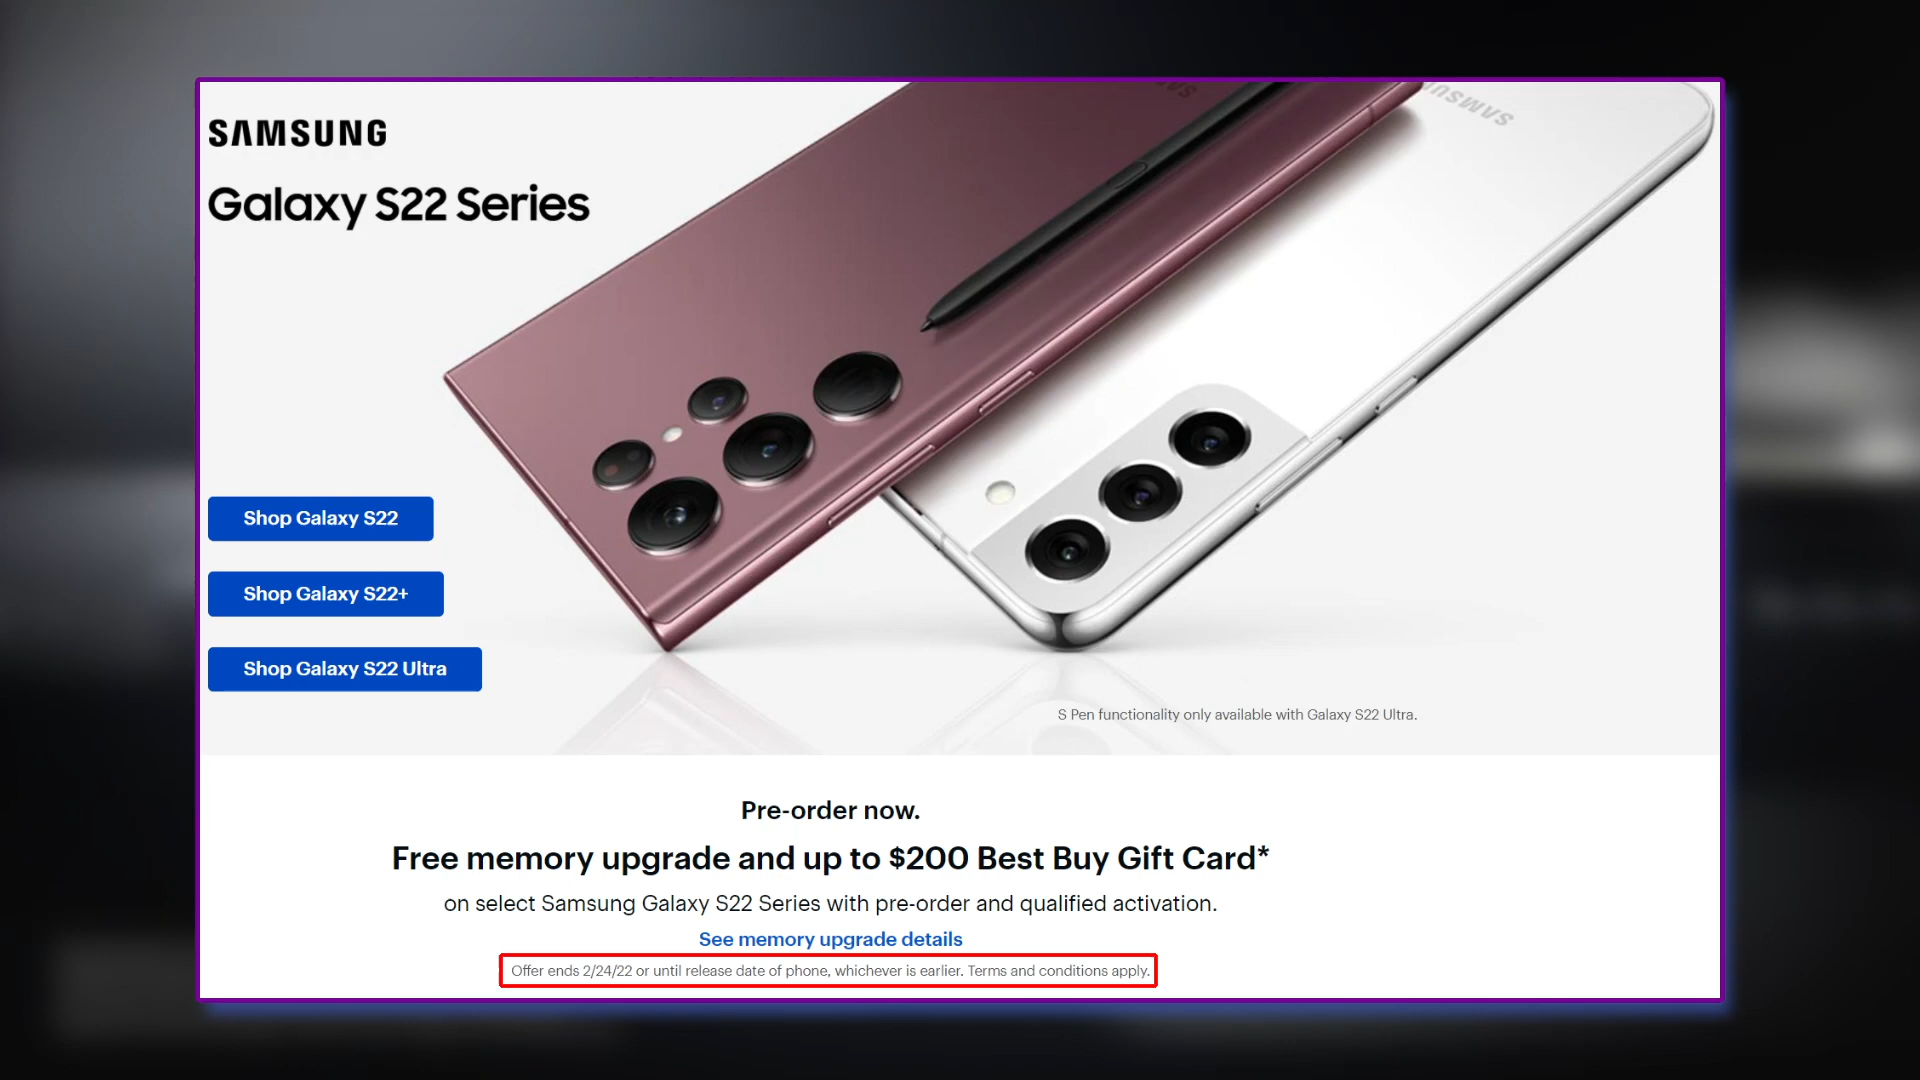 SAMSUNG
Galaxy S22 Series
SAMSUNG
Shop Galaxy S22
Shop Galaxy S22+
Shop Galaxy S22 Ultra
S Pen functionality only available with Galaxy S22 Ultra.
Pre-order now.
Free memory upgrade and up to $200 Best Buy Gift Card*
on select Samsung Galaxy S22 Series with pre-order and qualified activation.
See memory upgrade details
Offer ends 2/24/22 or until release date of phone, whichever is earlier. Terms and conditions apply.